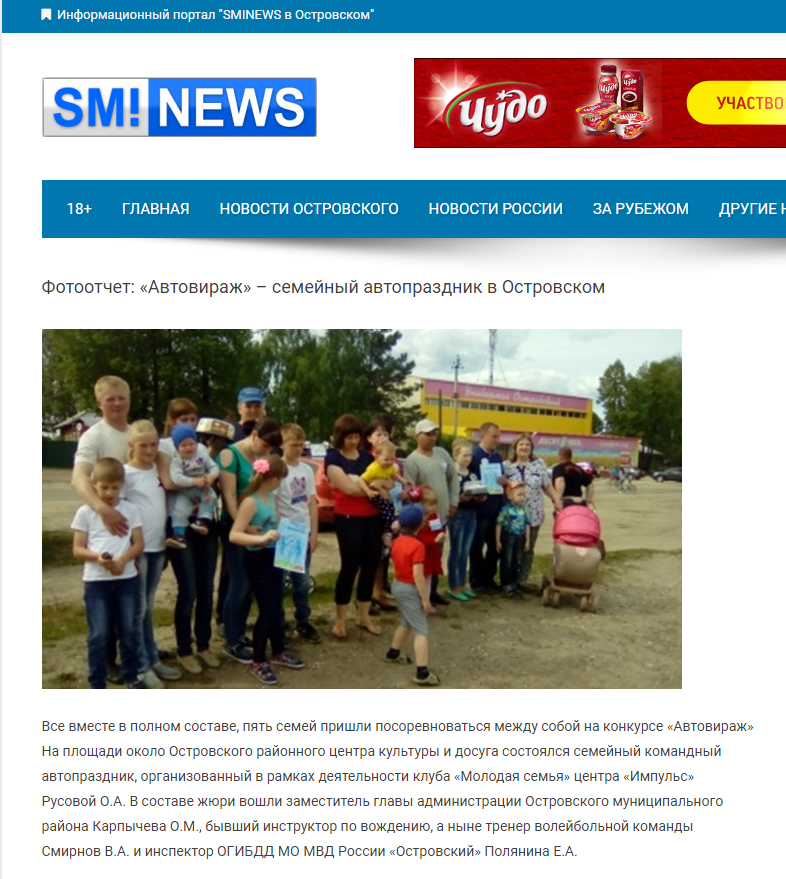 Информационный портал "SMINEWS в Островском"
SM! NEWS
Чудо
УЧАСТВО
18+ ГЛАВНАЯ НОВОСТИ ОСТРОВСКОГО НОВОСТИ РОССИИ ЗА РУБЕЖОМ ДРУГИЕ Н
Фотоотчет: «Автовираж» – семейный автопраздник в Островском
Универмаг Островский
Все вместе в полном составе, пять семей пришли посоревноваться между собой на конкурсе «Автовираж»
На площади около Островского районного центра культуры и досуга состоялся семейный командный
автопраздник, организованный в рамках деятельности клуба «Молодая семья» центра «Импульс»
Русовой О.А. В составе жюри вошли заместитель главы администрации Островского муниципального
района Карпычева О.М., бывший инструктор по вождению, а ныне тренер волейбольной команды
Смирнов В.А. и инспектор ОГИБДД МО МВД России «Островский» Полянина Е.А.